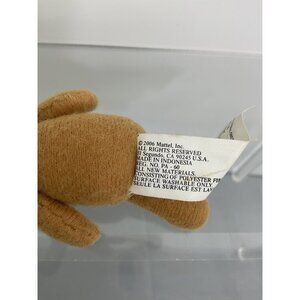 ©2006 Mattel, Inc.
ALL RIGHTS RESERVED
El Segundo, CA 90245 U.S.A.
MADE IN INDONESIA
REG. NO. PA - 60
ALL NEW MATERIALS
CONSISTING OF POLYESTER
SURFACE WASHABLE ONLY
SEULE LA SURFACE EST